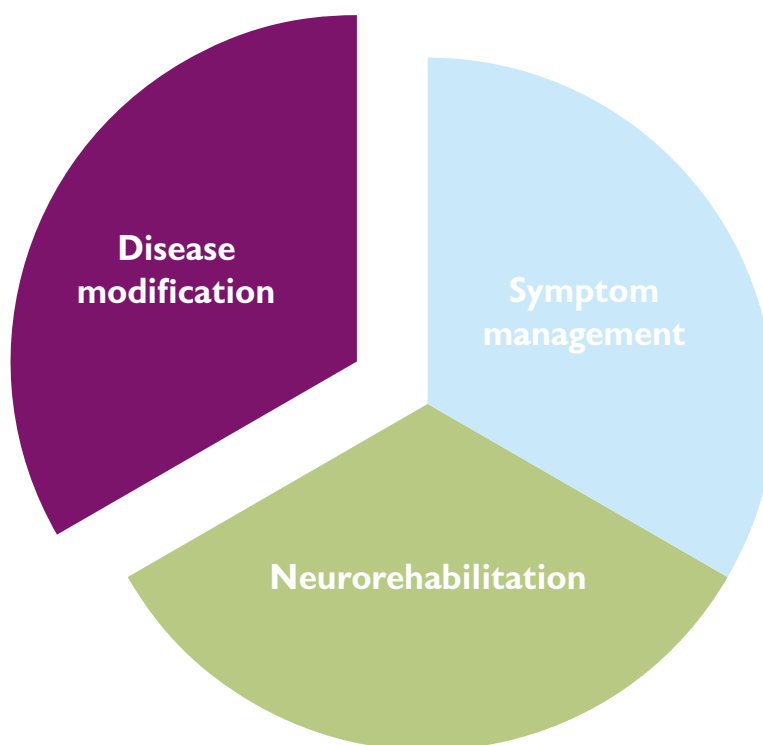 Disease
modification
Symptom
management
Neurorehabilitation